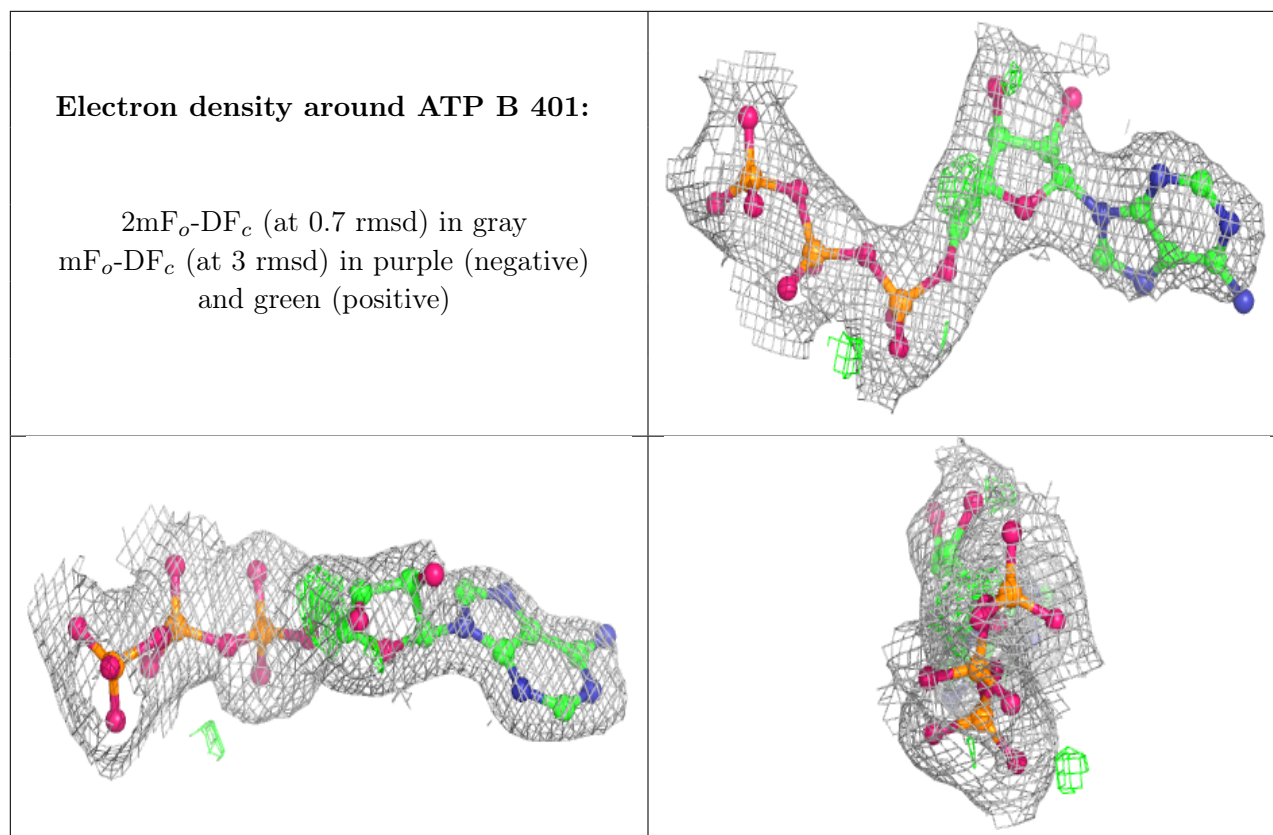 Electron density around ATP B 401:
2mFₒ-DF𝒸 (at 0.7 rmsd) in gray
mFₒ-DF𝒸 (at 3 rmsd) in purple (negative)
and green (positive)